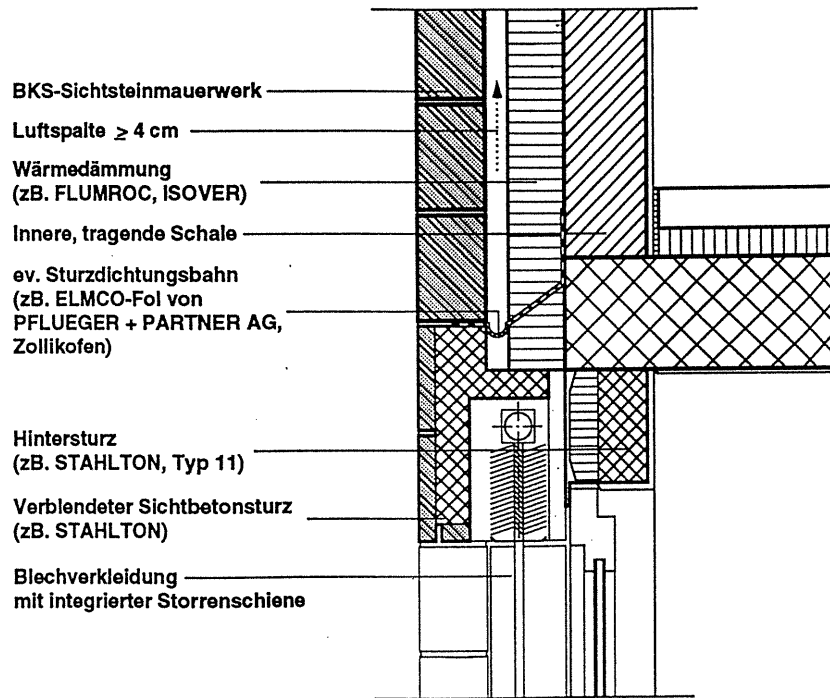 BKS-Sichtsteinmauerwerk
Luftspalte ≥ 4 cm
Wärmedämmung
(zB. FLUMROC, ISOVER)
Innere, tragende Schale
ev. Sturzdichtungsbahn
(zB. ELMCO-Fol von
PFLUEGER + PARTNER AG,
Zollikofen)
Hintersturz
(zB. STAHLTON, Typ 11)
Verblendeter Sichtbetonsturz
(zB. STAHLTON)
Blechverkleidung
mit integrierter Storrenschiene